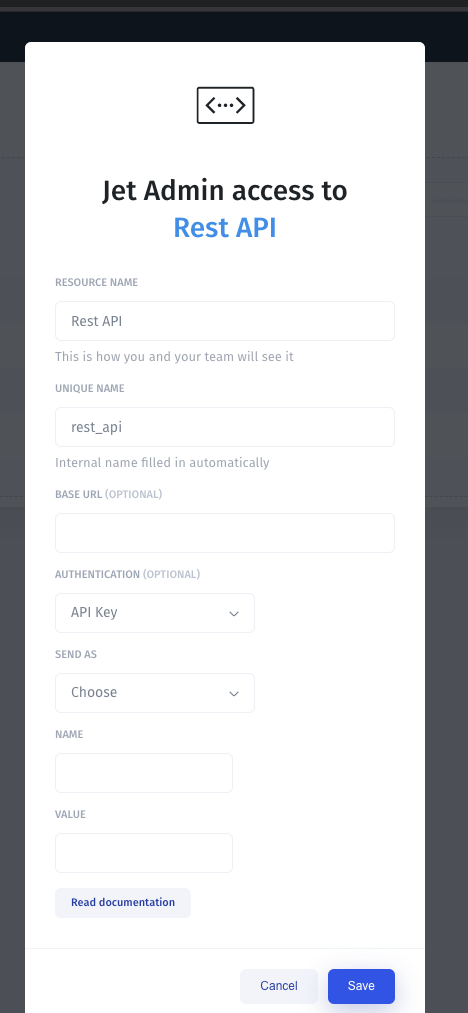 Jet Admin access to
Rest API
RESOURCE NAME
Rest API
This is how you and your team will see it
UNIQUE NAME
rest_api
Internal name filled in automatically
BASE URL (OPTIONAL)
AUTHENTICATION (OPTIONAL)
API Key
SEND AS
Choose
NAME
VALUE
Read documentation
Cancel Save